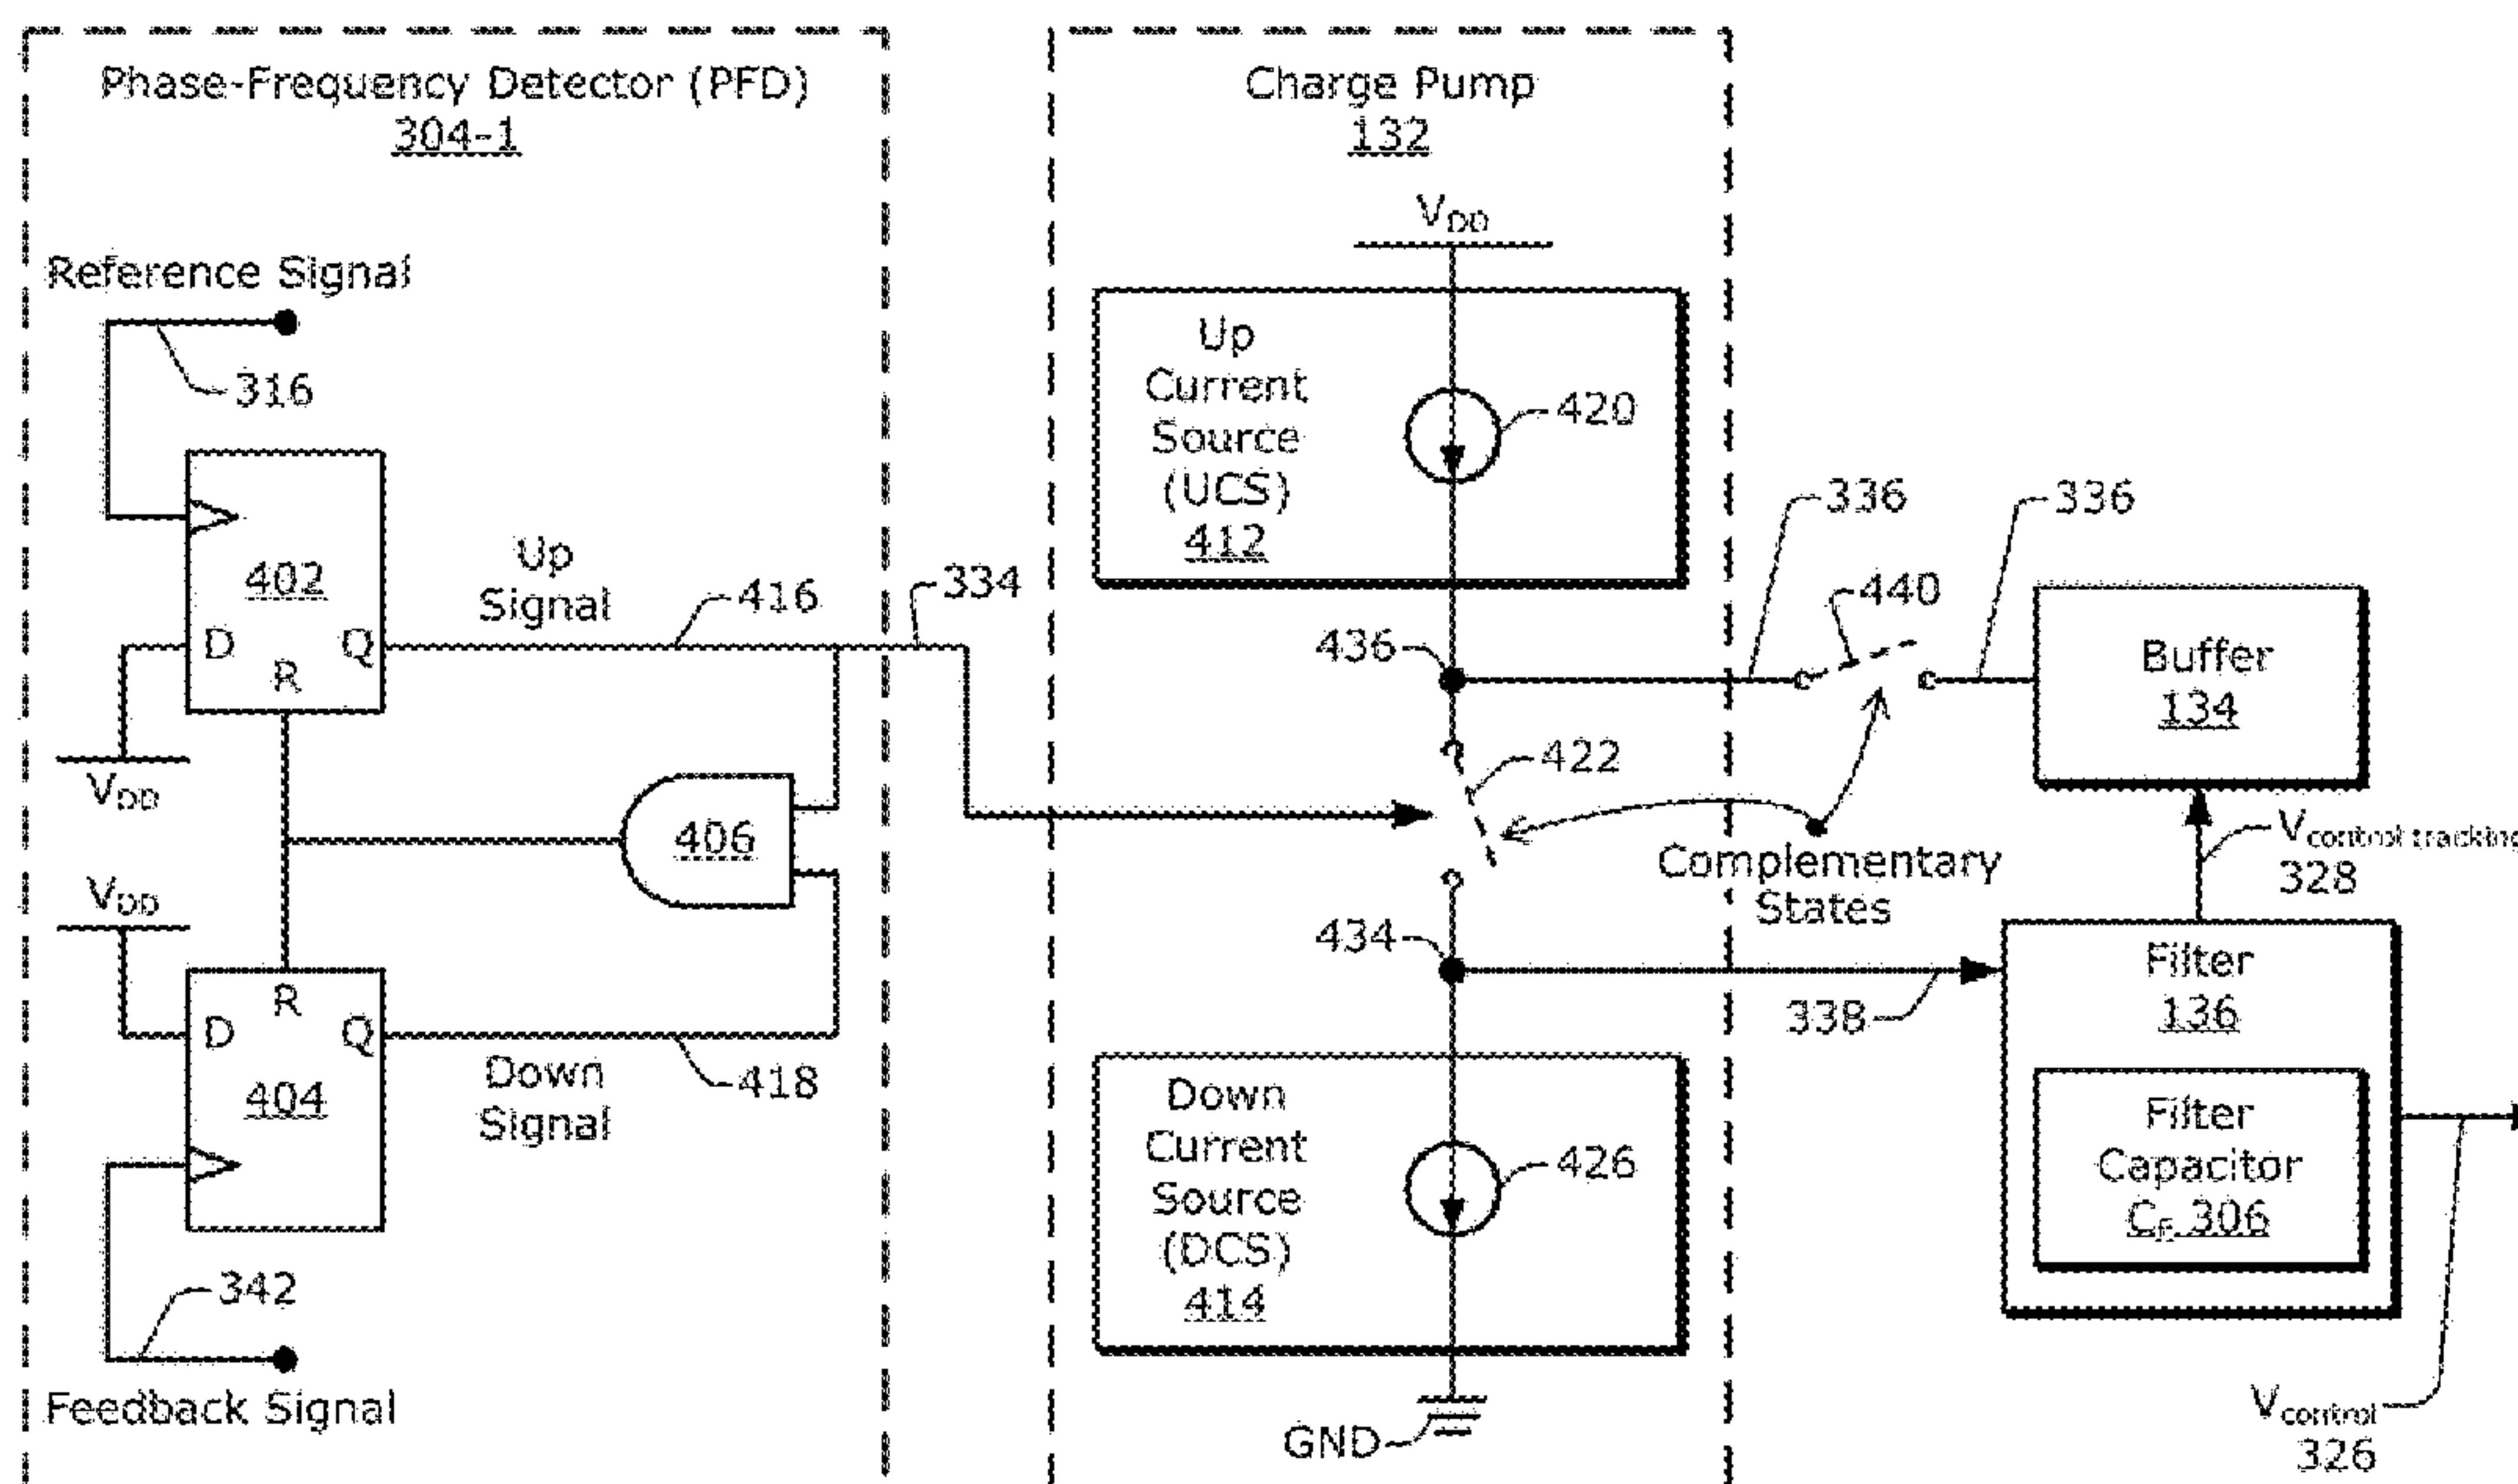 Phase-Frequency Detector (PFD)
304-1
Reference Signal
316
402
D
R
Q
VDD
Up
Signal
416
334
406
VDD
R
D
Q
404
Down
Signal
418
342
Feedback Signal
Charge Pump
132
VDD
Up
Current
Source
(UCS)
412
420
436
422
336
440
336
Buffer
134
Complementary
States
Vcontrol tracking
328
434
338
Filter
136
Filter
Capacitor
CF 306
Down
Current
Source
(DCS)
414
426
GND
Vcontrol
326